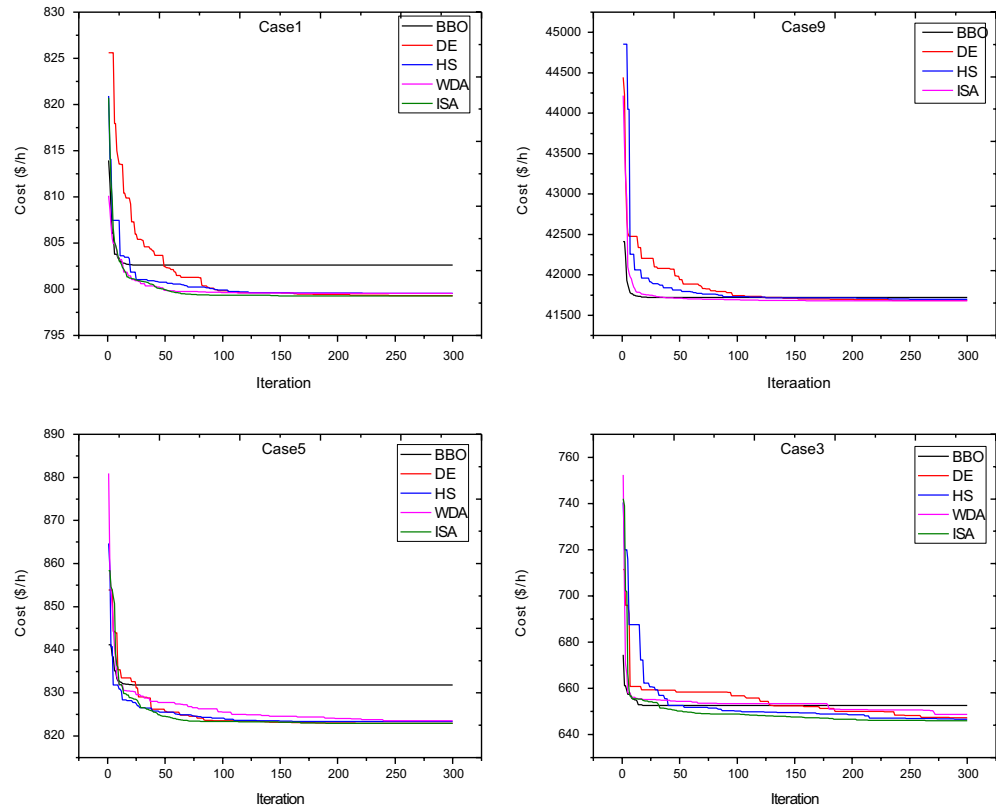 Case1
BBO
DE
HS
WDA
ISA
830
825
820
815
810
805
800
795
Cost ($/h)
0
50
100
150
200
250
300
Iteration
Case9
BBO
DE
HS
ISA
45000
44500
44000
43500
43000
42500
42000
41500
Cost ($/h)
0
50
100
150
200
250
300
Iteraation
Case5
BBO
DE
HS
WDA
ISA
890
880
870
860
850
840
830
820
Cost ($/h)
0
50
100
150
200
250
300
Iteration
Case3
BBO
DE
HS
WDA
ISA
760
740
720
700
680
660
640
Cost ($/h)
0
50
100
150
200
250
300
Iteration